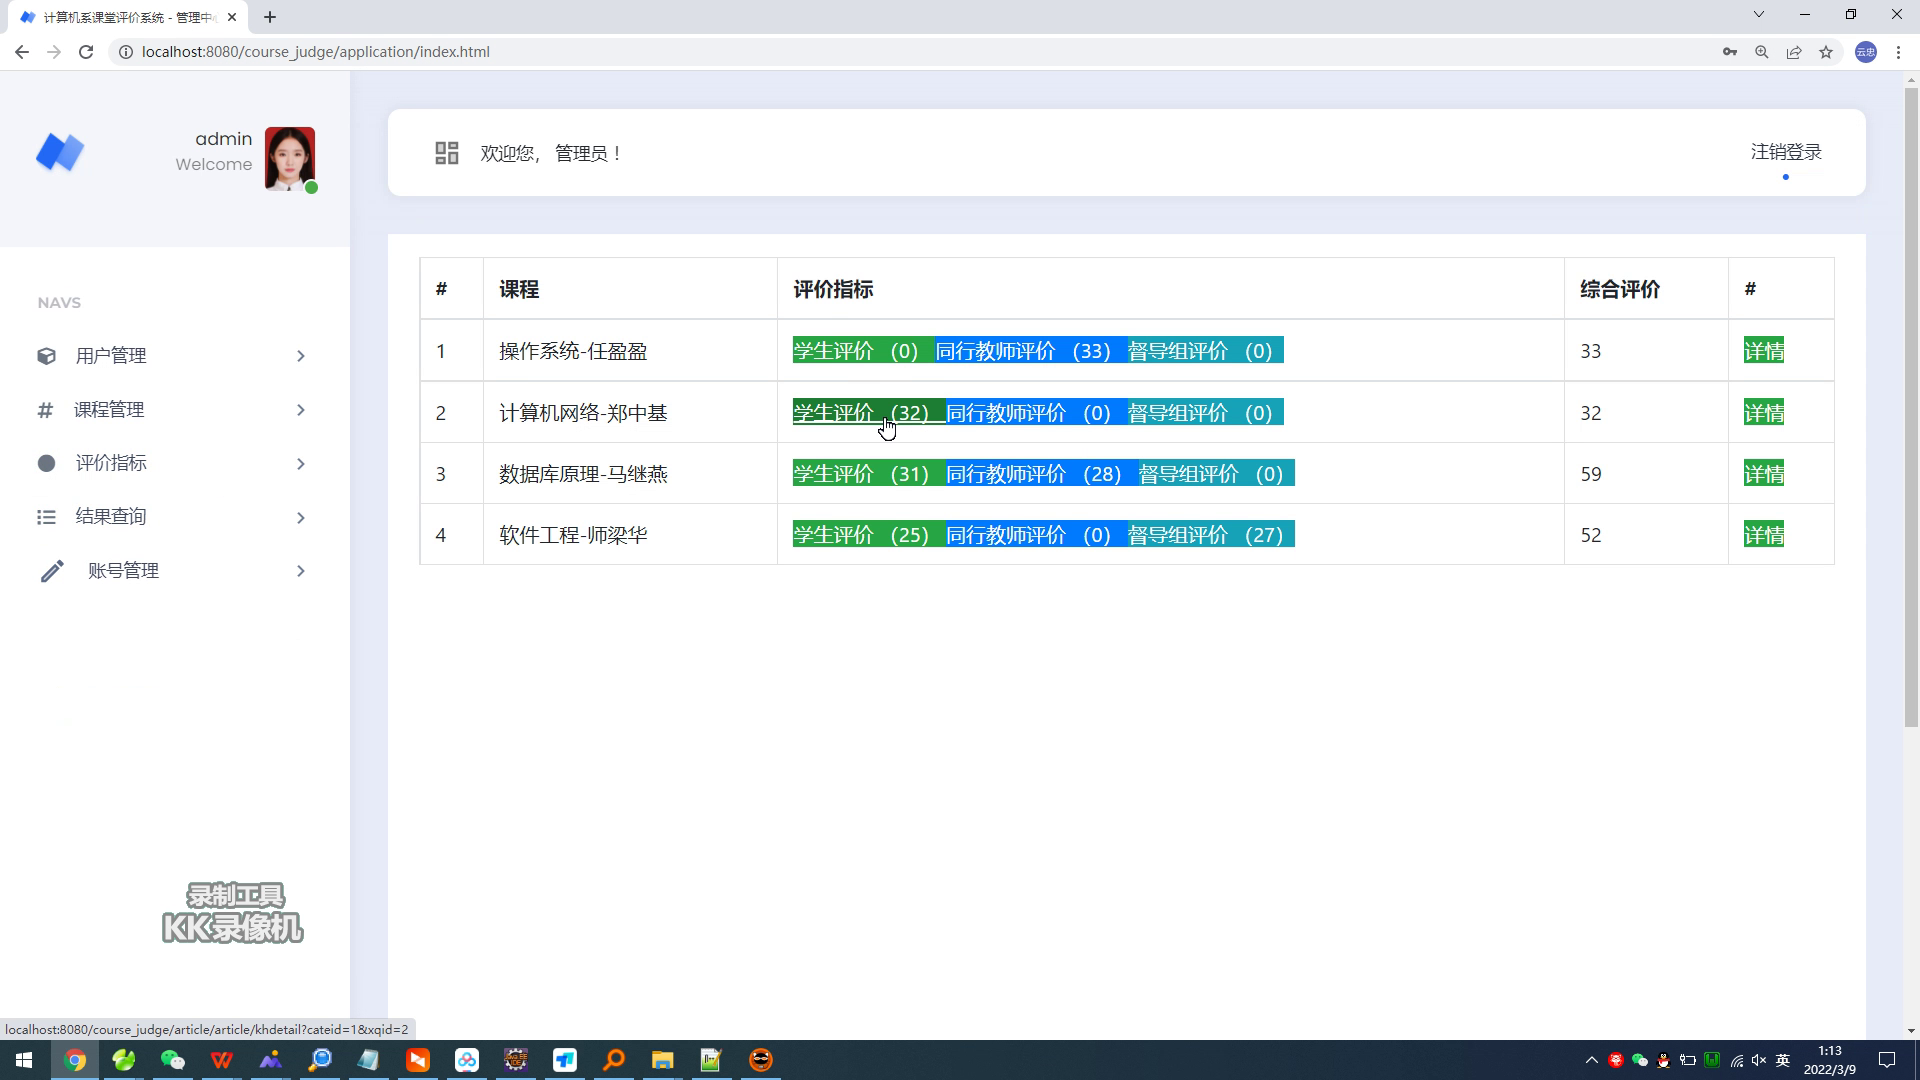 计算机系课堂评价系统 - 管理中
localhost:8080/course_judge/application/index.html
云忠
admin
Welcome
欢迎您， 管理员！
注销登录
NAVS
用户管理
课程管理
评价指标
结果查询
账号管理
# 课程 评价指标 综合评价 #
1 操作系统-任盈盈 学生评价 (0) 同行教师评价 (33) 督导组评价 (0) 33 详情
2 计算机网络-郑中基 学生评价 (32) 同行教师评价 (0) 督导组评价 (0) 32 详情
3 数据库原理-马继燕 学生评价 (31) 同行教师评价 (28) 督导组评价 (0) 59 详情
4 软件工程-师梁华 学生评价 (25) 同行教师评价 (0) 督导组评价 (27) 52 详情
录制工具
KK录像机
localhost:8080/course_judge/article/article/khdetail?cateid=1&xqid=2
英
1:13
2022/3/9